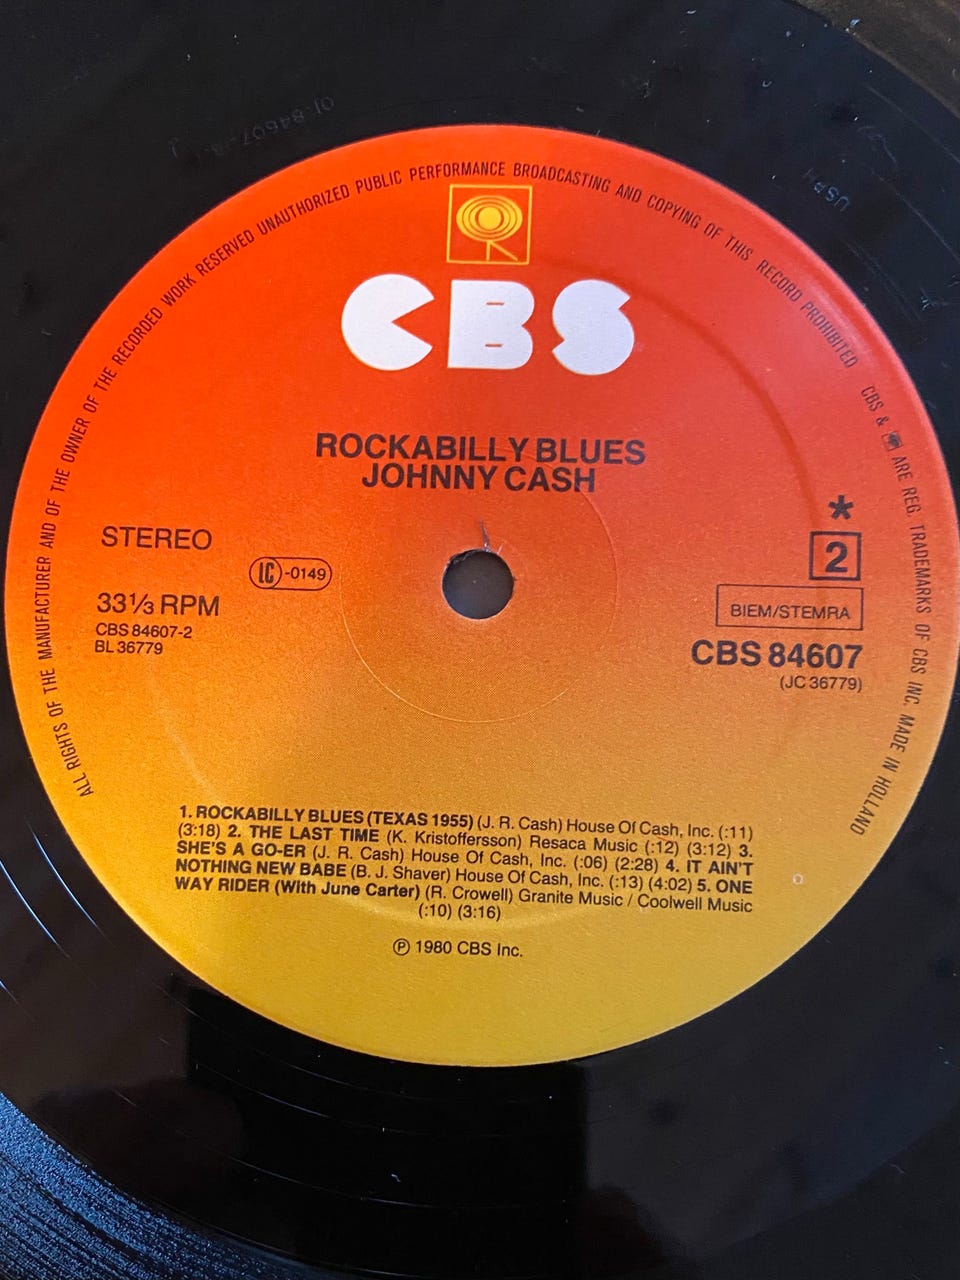 ALL RIGHTS OF THE MANUFACTURER AND OF THE OWNER OF THE RECORDED WORK RESERVED UNAUTHORIZED PUBLIC PERFORMANCE BROADCASTING AND COPYING OF THIS RECORD PROHIBITED CBS & ARE REG. TRADEMARKS OF CBS INC. MADE IN HOLLAND
CBS
ROCKABILLY BLUES
JOHNNY CASH
STEREO
LC-0149
33 1/3 RPM
CBS 84607-2
BL 36779
*
2
BIEM/STEMRA
CBS 84607
(JC 36779)
1. ROCKABILLY BLUES (TEXAS 1955) (J. R. Cash) House Of Cash, Inc. (:11)
(3:18) 2. THE LAST TIME (K. Kristoffersson) Resaca Music (:12) (3:12) 3.
SHE'S A GO-ER (J. R. Cash) House Of Cash, Inc. (:06) (2:28) 4. IT AIN'T
NOTHING NEW BABE (B. J. Shaver) House Of Cash, Inc. (:13) (4:02) 5. ONE
WAY RIDER (With June Carter) (R. Crowell) Granite Music / Coolwell Music
(:10) (3:16)
℗ 1980 CBS Inc.